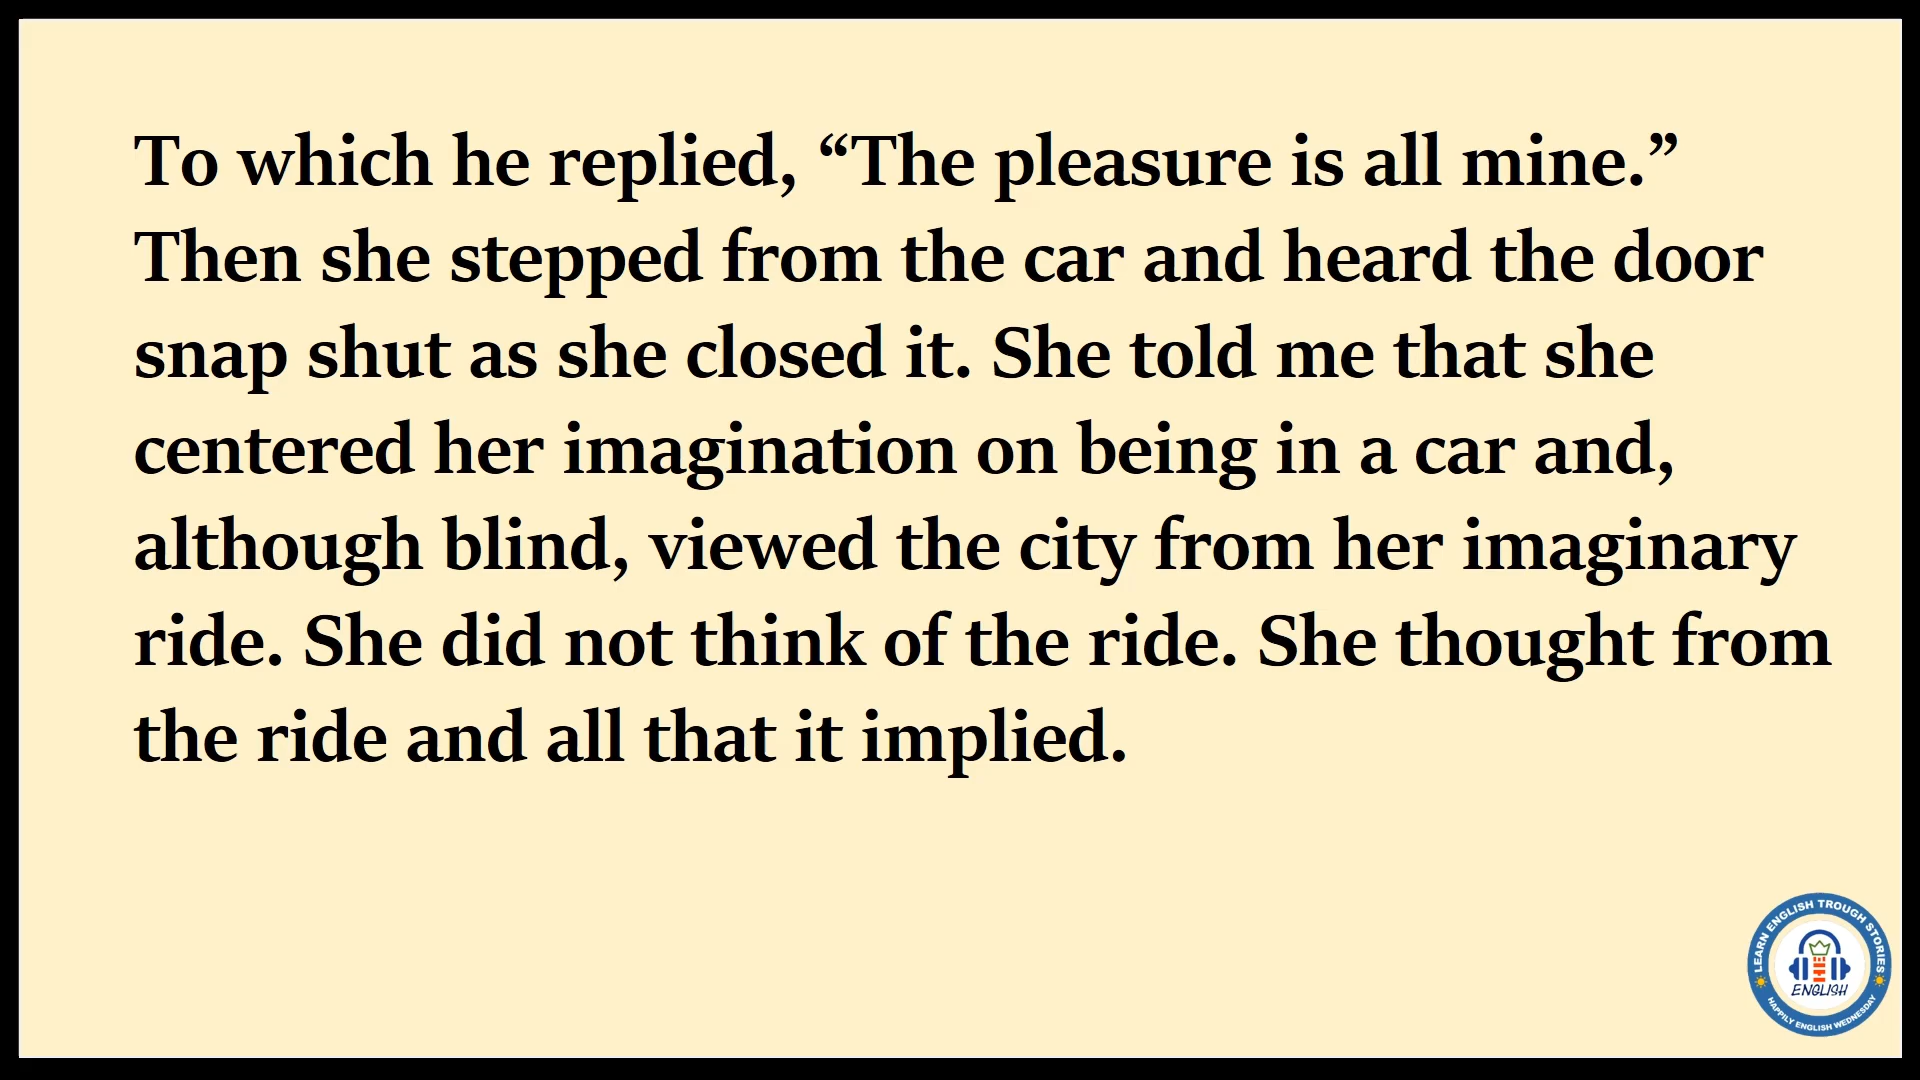 To which he replied, “The pleasure is all mine.”
Then she stepped from the car and heard the door
snap shut as she closed it. She told me that she
centered her imagination on being in a car and,
although blind, viewed the city from her imaginary
ride. She did not think of the ride. She thought from
the ride and all that it implied.
LEARN ENGLISH TROUGH STORIES
ENGLISH
HAPPILY ENGLISH WEDNESDAY